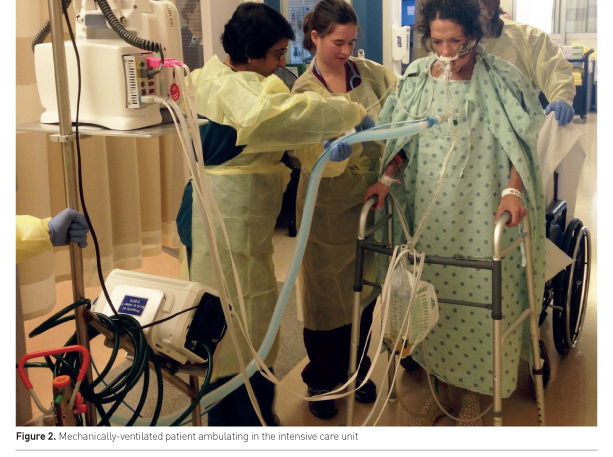 Figure 2. Mechanically-ventilated patient ambulating in the intensive care unit